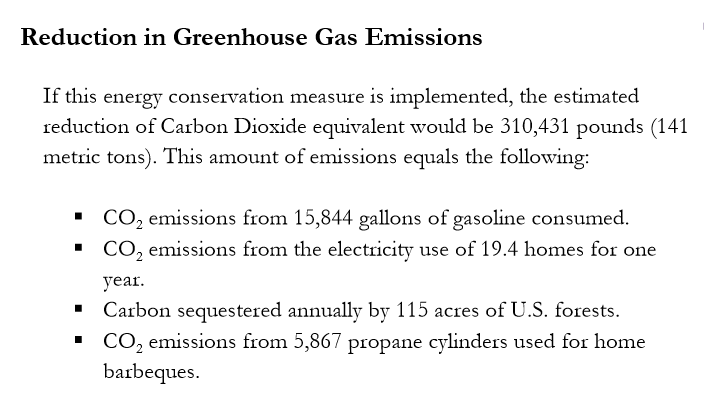 Reduction in Greenhouse Gas Emissions
If this energy conservation measure is implemented, the estimated
reduction of Carbon Dioxide equivalent would be 310,431 pounds (141
metric tons). This amount of emissions equals the following:
▪ CO₂ emissions from 15,844 gallons of gasoline consumed.
▪ CO₂ emissions from the electricity use of 19.4 homes for one
year.
▪ Carbon sequestered annually by 115 acres of U.S. forests.
▪ CO₂ emissions from 5,867 propane cylinders used for home
barbeques.